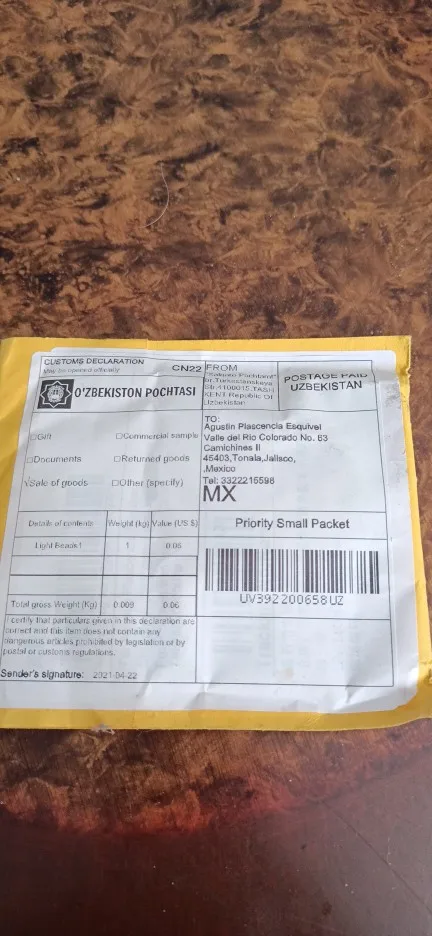 CUSTOMS DECLARATION
May be opened officially
CN22
O'ZBEKISTON POCHTASI
FROM
Republic Of
Uzbekistan
POSTAGE PAID
UZBEKISTAN
TO:
Agustin Plascencia Esquivel
Valle del Rio Colorado No. 63
Camichines II
45403,Tonala,Jalisco,
,Mexico
Tel: 3322215598
MX
□Gift
□Commercial sample
□Documents
□Returned goods
√Sale of goods
□Other (specify)
Details of contents
Weight (kg)
Value (US $)
Light Beads1
1
0.06
Total gross Weight (Kg)
0.009
0.06
Priority Small Packet
UV392200658UZ
I certify that particulars given in this declaration are
correct and this item does not contain any
dangerous articles prohibited by legislation or by
postal or customs regulations.
Sender's signature: 2021-04-22